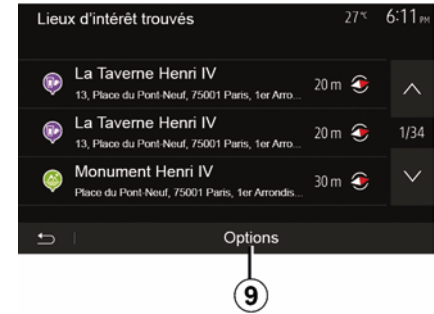 Lieux d'intérêt trouvés 27°C 6:11 PM
La Taverne Henri IV
13, Place du Pont-Neuf, 75001 Paris, 1er Arro... 20 m
La Taverne Henri IV
13, Place du Pont-Neuf, 75001 Paris, 1er Arro... 20 m
1/34
Monument Henri IV
Place du Pont-Neuf, 75001 Paris, 1er Arrondis... 30 m
Options
9